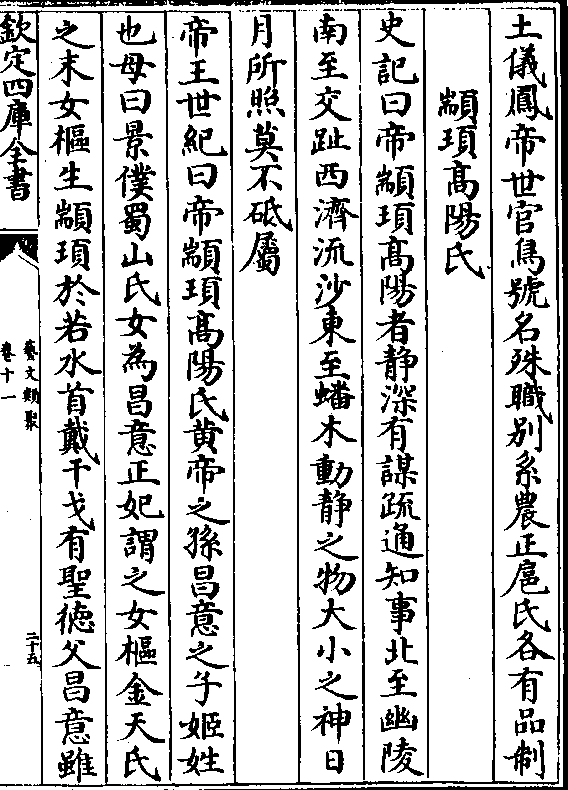 土儀鳳帝世官鳥號名殊職别系農正扈氏各有品制
顓頊髙陽氏
史記曰帝顓頊髙陽者静深有謀疏通知事北至幽陵
南至交趾西濟流沙東至蟠木動静之物大小之神日
月所照莫不砥屬
帝王世紀曰帝顓頊髙陽氏黄帝之孫昌意之子姬姓
也母曰景僕蜀山氏女為昌意正妃謂之女樞金天氏
之末女樞生顓頊於若水首戴干戈有聖徳父昌意雖
欽定四庫全書
藝文類聚
卷十一
二十五